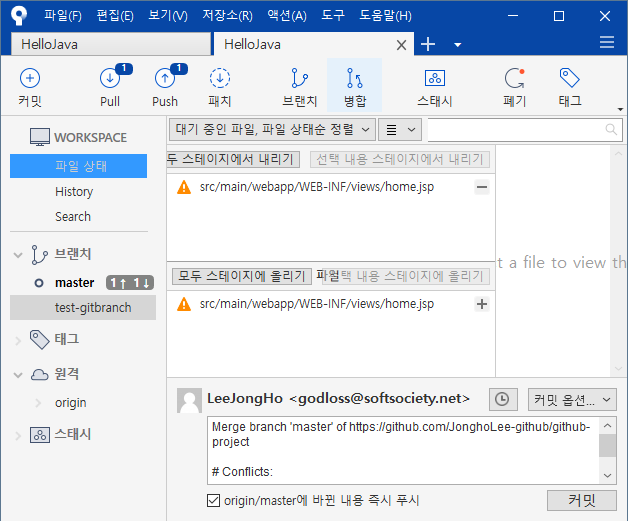 파일(F) 편집(E) 보기(V) 저장소(R) 액션(A) 도구 도움말(H)
HelloJava
HelloJava
커밋
1
Pull
1
Push
패치
브랜치
병합
스태시
폐기
태그
WORKSPACE
파일 상태
History
Search
브랜치
master 1↑ 1↓
test-gitbranch
태그
원격
origin
스태시
대기 중인 파일, 파일 상태순 정렬
두 스테이지에서 내리기
선택 내용 스테이지에서 내리기
src/main/webapp/WEB-INF/views/home.jsp
모두 스테이지에 올리기
파일
택 내용 스테이지에 올리기
src/main/webapp/WEB-INF/views/home.jsp
t a file to view th
LeeJongHo <godloss@softsociety.net>
커밋 옵션...
Merge branch 'master' of https://github.com/JonghoLee-github/github-
project
# Conflicts:
origin/master에 바뀐 내용 즉시 푸시
커밋